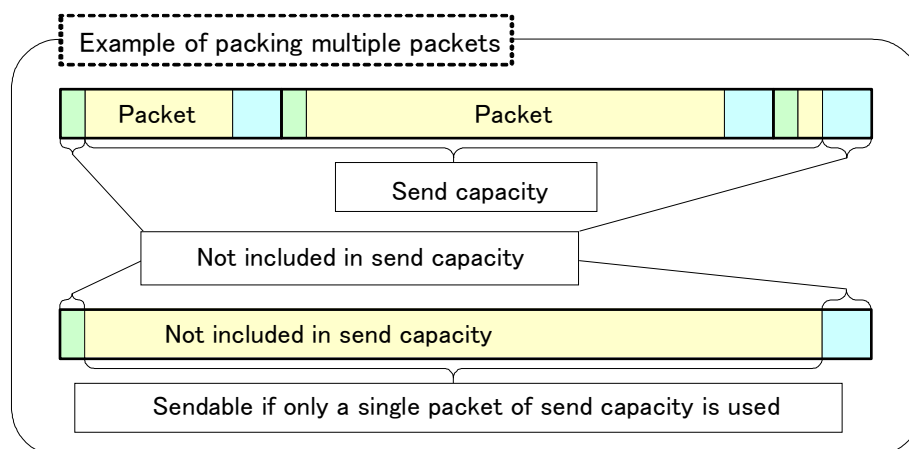 Example of packing multiple packets
Packet Packet
Send capacity
Not included in send capacity
Not included in send capacity
Sendable if only a single packet of send capacity is used